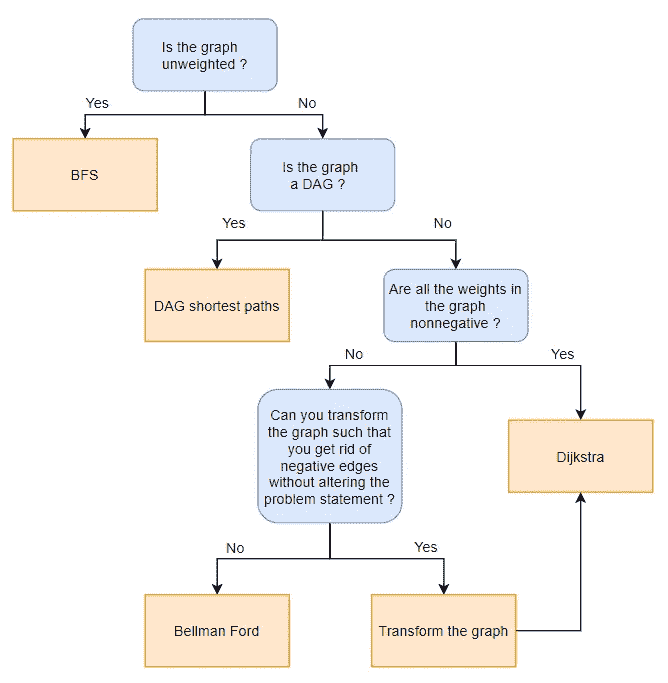 Is the graph
unweighted ?
Yes
No
BFS
Is the graph
a DAG ?
Yes
No
DAG shortest paths
Are all the weights in
the graph
nonnegative ?
No
Yes
Can you transform
the graph such that
you get rid of
negative edges
without altering the
problem statement ?
Dijkstra
No
Yes
Bellman Ford
Transform the graph